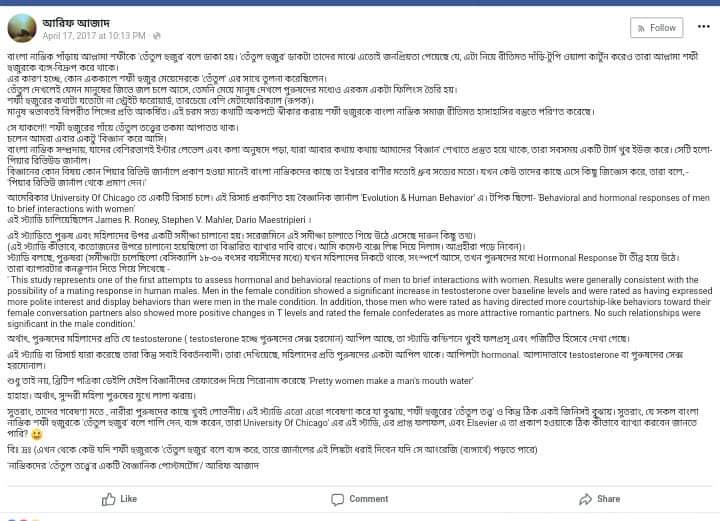 আরিফ আজাদ
April 17, 2017 at 10:13 PM ·
Follow
বাংলা নাস্তিক পাঁড়ায় আল্লামা শফীকে 'তেঁতুল হুজুর' বলে ডাকা হয়। 'তেঁতুল হুজুর' ডাকটা তাদের মাঝে এতোই জনপ্রিয়তা পেয়েছে যে, এটা নিয়ে রীতিমত দাঁড়ি-টুপি ওয়ালা কার্টুন করেও তারা আল্লামা শফী
হুজুরকে ব্যঙ্গ-বিদ্রুপ করে থাকে।
এর কারণ হচ্ছে, কোন এককালে শফী হুজুর মেয়েদেরকে 'তেঁতুল' এর সাথে তুলনা করেছিলেন।
তেঁতুল দেখলেই যেমন মানুষের জিভে জল চলে আসে, তেমনি মেয়ে মানুষ দেখলে পুরুষদের মধ্যেও এরকম একটা ফিলিংস তৈরি হয়।
শফী হুজুরের কথাটা যতোটা না স্ট্রেইট ফরোয়ার্ড, তারচেয়ে বেশি মেটাফোরিক্যাল (রূপক)।
মানুষ স্বভাবতই বিপরীত লিঙ্গের প্রতি আকর্ষিত। এই চরম সত্য কথাটি অকপটে স্বীকার করায় শফী হুজুরকে বাংলা নাস্তিক সমাজ রীতিমত হাসাহাসির বস্তুতে পরিণত করেছে।
সে যাকগে!! শফী হুজুরের গাঁয়ে তেঁতুল তত্ত্বের তকমা আপাতত থাক।
চলেন আমরা এবার একটু 'বিজ্ঞান' করে আসি।
বাংলা নাস্তিক সম্প্রদায়, যাদের বেশিরভাগই ইন্টার লেভেল এবং কলা অনুষদে পড়া, যারা আবার কথায় কথায় আমাদের 'বিজ্ঞান' শেখাতে প্রস্তুত হয়ে থাকে, তারা সবসময় একটি টার্ম খুব ইউজ করে। সেটি হলো-
পিয়ার রিভিউড জার্নাল।
বিজ্ঞানের কোন বিষয় কোন পিয়ার রিভিউ জার্নালে প্রকাশ হওয়া মানেই বাংলা নাস্তিকদের কাছে তা ইশ্বরের বাণীর মতোই ধ্রুব সত্যের মতো। যখন কেউ তাদের কাছে এসে কিছু জিজ্ঞেস করে, তারা বলে, -
'পিয়ার রিভিউ জার্নাল থেকে প্রমাণ দেন।'
আমেরিকার University Of Chicago তে একটি রিসার্চ চলে। এই রিসার্চ প্রকাশিত হয় বৈজ্ঞানিক জার্নাল 'Evolution & Human Behavior' এ। টপিক ছিলো- 'Behavioral and hormonal responses of men
to brief interactions with women'
এই স্ট্যাডি চালিয়েছিলেন James R. Roney, Stephen V. Mahler, Dario Maestripieri ।
এই স্ট্যাডিতে পুরুষ এবং মহিলাদের উপর একটি সমীক্ষা চালানো হয়। সরেজমিনে এই সমীক্ষা চালাতে গিয়ে উঠে এসেছে দারুন কিছু তথ্য।
(এই স্ট্যাডি কীভাবে, কতোজনের উপরে চালানো হয়েছিলো তা বিস্তারিত ব্যাখার দাবি রাখে। আমি কমেন্ট বক্সে লিঙ্ক দিয়ে দিলাম। আগ্রহীরা পড়ে নিবেন)।
স্ট্যাডি বলছে, পুরুষরা (সমীক্ষাটা চলেছিলো বেসিক্যালি ১৮-৩৬ বৎসর বয়সীদের মধ্যে) যখন মহিলাদের নিকটে থাকে, সংস্পর্শে আসে, তখন পুরুষদের মধ্যে Hormonal Response টা তীব্র হয়ে উঠে।
তারা ব্যাপারটার কনক্লুশান দিতে গিয়ে লিখেছে -
' This study represents one of the first attempts to assess hormonal and behavioral reactions of men to brief interactions with women. Results were generally consistent with the
possibility of a mating response in human males. Men in the female condition showed a significant increase in testosterone over baseline levels and were rated as having expressed
more polite interest and display behaviors than were men in the male condition. In addition, those men who were rated as having directed more courtship-like behaviors toward their
female conversation partners also showed more positive changes in T levels and rated the female confederates as more attractive romantic partners. No such relationships were
significant in the male condition.'
অর্থাৎ, পুরুষদের মহিলাদের প্রতি যে testosterone ( testosterone হচ্ছে পুরুষদের সেক্স হরমোন) আপিল আছে, তা স্ট্যাডি কন্ডিশনে খুবই ফলপ্রসূ এবং পজিটিভ হিসেবে দেখা গেছে।
এই স্ট্যাডি বা রিসার্চ যারা করেছে তারা কিন্তু সবাই বিবর্তনবাদী। তারা দেখিয়েছে, মহিলাদের প্রতি পুরুষদের একটা আপিল থাকে। আপিলটা hormonal. আলাদাভাবে testosterone বা পুরুষদের সেক্স
হরমোনাল।
শুধু তাই নয়, ব্রিটিশ পত্রিকা ডেইলি মেইল বিজ্ঞানীদের রেফারেন্স দিয়ে শিরোনাম করেছে 'Pretty women make a man's mouth water'
হাহাহা। অর্থাৎ, সুন্দরী মহিলা পুরুষের মুখে লালা ঝরায়।
সুতরাং, তাদের গবেষণা মতে , নারীরা পুরুষদের কাছে খুবই লোভনীয়। এই স্ট্যাডি এত্তো এত্তো গবেষণা করে যা বুঝায়, শফী হুজুরের 'তেঁতুল তত্ত্ব' ও কিন্তু ঠিক একই জিনিসই বুঝায়। সুতরাং, যে সকল বাংলা
নাস্তিক শফী হুজুরকে 'তেঁতুল হুজুর' বলে গালি দেন, ব্যঙ্গ করেন, তারা University Of Chicago' এর এই স্ট্যাডি, এর প্রাপ্ত ফলাফল, এবং Elsevier এ তা প্রকাশ হওয়াকে ঠিক কীভাবে ব্যাখ্যা করবেন জানতে
পারি? 😀
বিঃ দ্রঃ (এখন থেকে কেউ যদি শফী হুজুরকে 'তেঁতুল হুজুর' বলে ব্যঙ্গ করে, তারে জার্নালের এই লিঙ্কটা ধরাই দিবেন যদি সে আংরেজি (ব্যঙ্গার্থে) পড়তে পারে)
'নাস্তিকদের 'তেঁতুল তত্ত্বে'র একটি বৈজ্ঞানিক পোস্টমর্টেম'/ আরিফ আজাদ
Like
Comment
Share